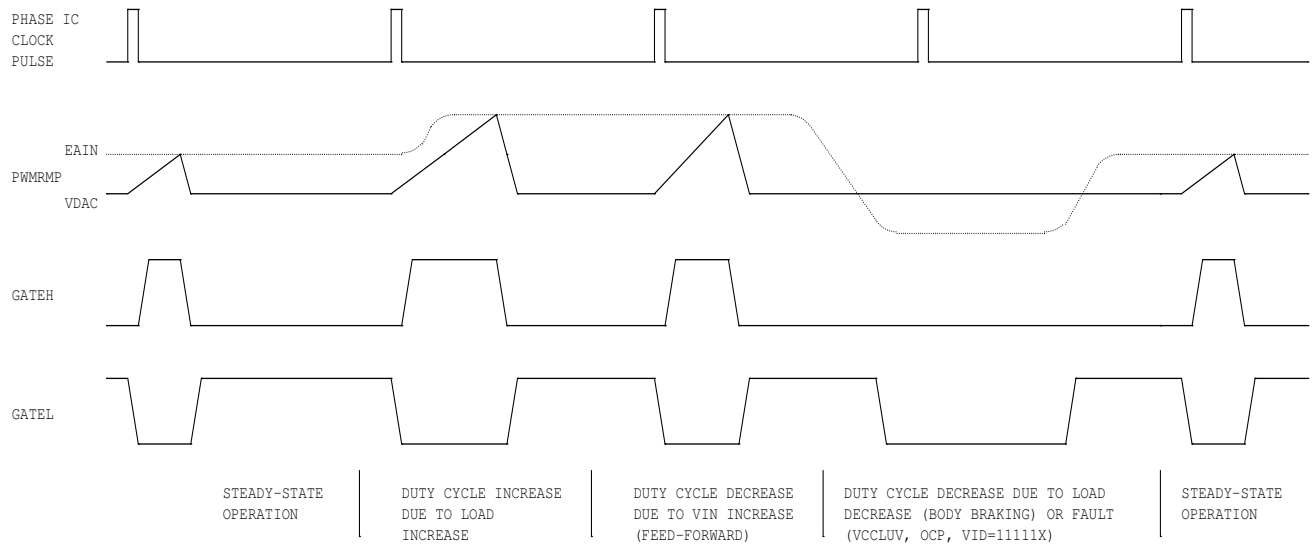 PHASE IC
CLOCK
PULSE
EAIN
PWMRMP
VDAC
GATEH
GATEL
STEADY-STATE
OPERATION
DUTY CYCLE INCREASE
DUE TO LOAD
INCREASE
DUTY CYCLE DECREASE
DUE TO VIN INCREASE
(FEED-FORWARD)
DUTY CYCLE DECREASE DUE TO LOAD
DECREASE (BODY BRAKING) OR FAULT
(VCCLUV, OCP, VID=11111X)
STEADY-STATE
OPERATION